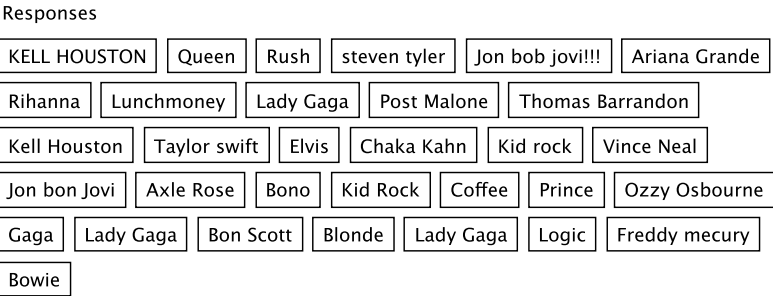 Responses
KELL HOUSTON Queen Rush steven tyler Jon bob jovi!!! Ariana Grande
Rihanna Lunchmoney Lady Gaga Post Malone Thomas Barrandon
Kell Houston Taylor swift Elvis Chaka Kahn Kid rock Vince Neal
Jon bon Jovi Axle Rose Bono Kid Rock Coffee Prince Ozzy Osbourne
Gaga Lady Gaga Bon Scott Blonde Lady Gaga Logic Freddy mecury
Bowie